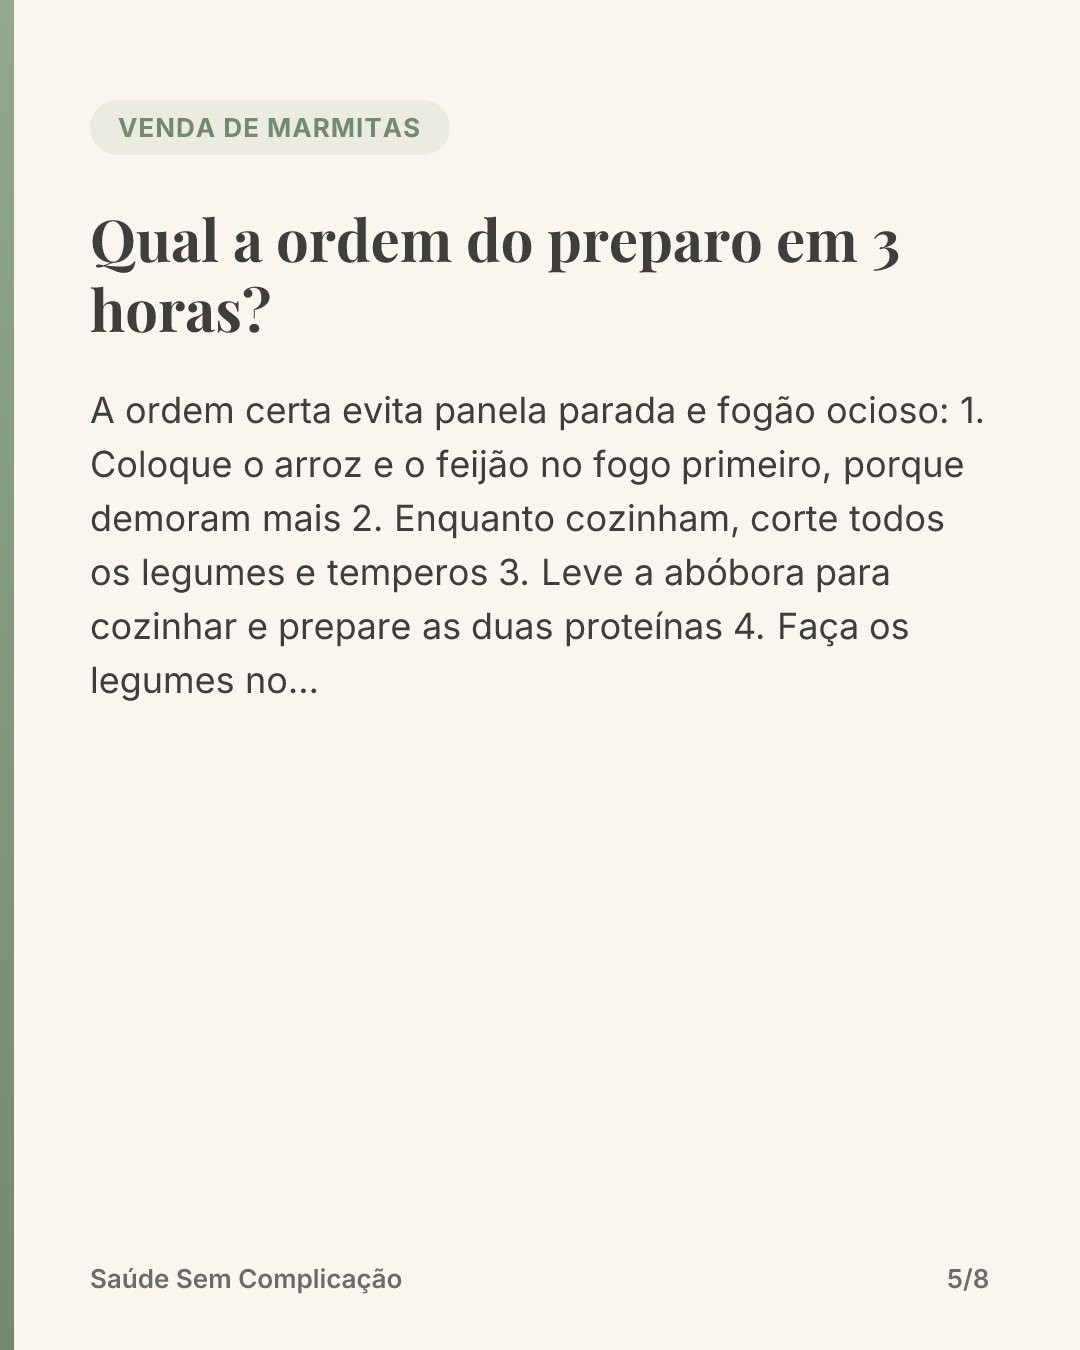 VENDA DE MARMITAS
Qual a ordem do preparo em 3
horas?
A ordem certa evita panela parada e fogão ocioso: 1.
Coloque o arroz e o feijão no fogo primeiro, porque
demoram mais 2. Enquanto cozinham, corte todos
os legumes e temperos 3. Leve a abóbora para
cozinhar e prepare as duas proteínas 4. Faça os
legumes no...
Saúde Sem Complicação
5/8